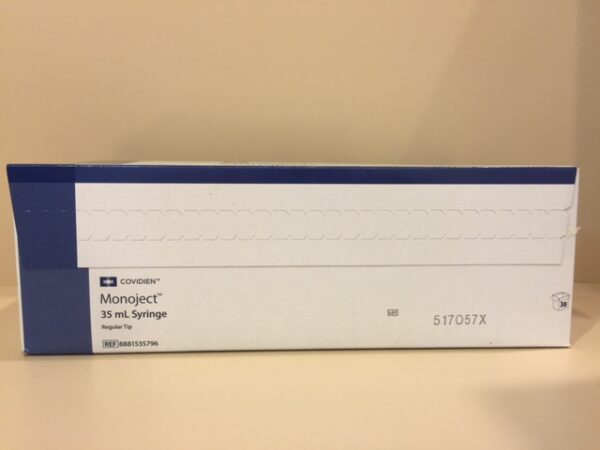 COVIDIEN™
Monoject™
35 mL Syringe
Regular Tip
REF 8881535796
LOT 517057X
30